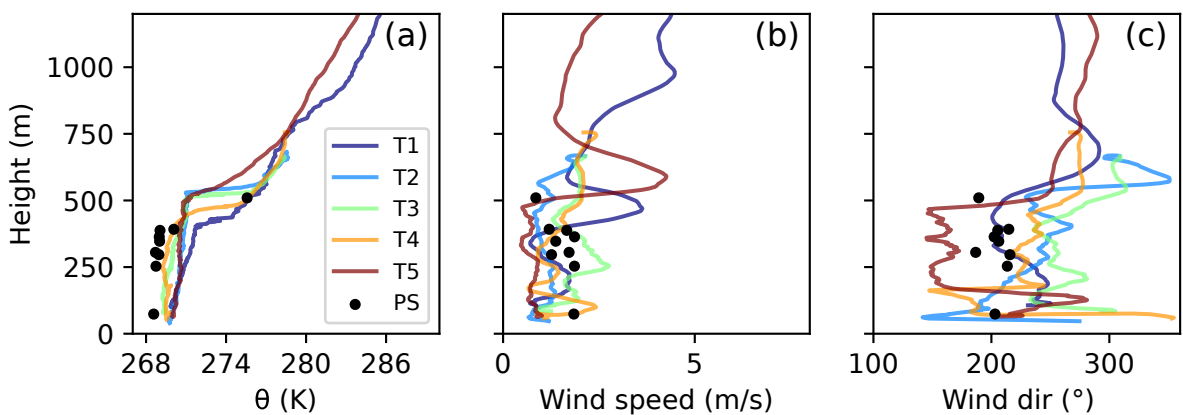 (a)
(b)
(c)
1000
750
500
250
0
Height (m)
T1
T2
T3
T4
T5
PS
268 274 280 286
0 5
100 200 300
θ (K)
Wind speed (m/s)
Wind dir (°)